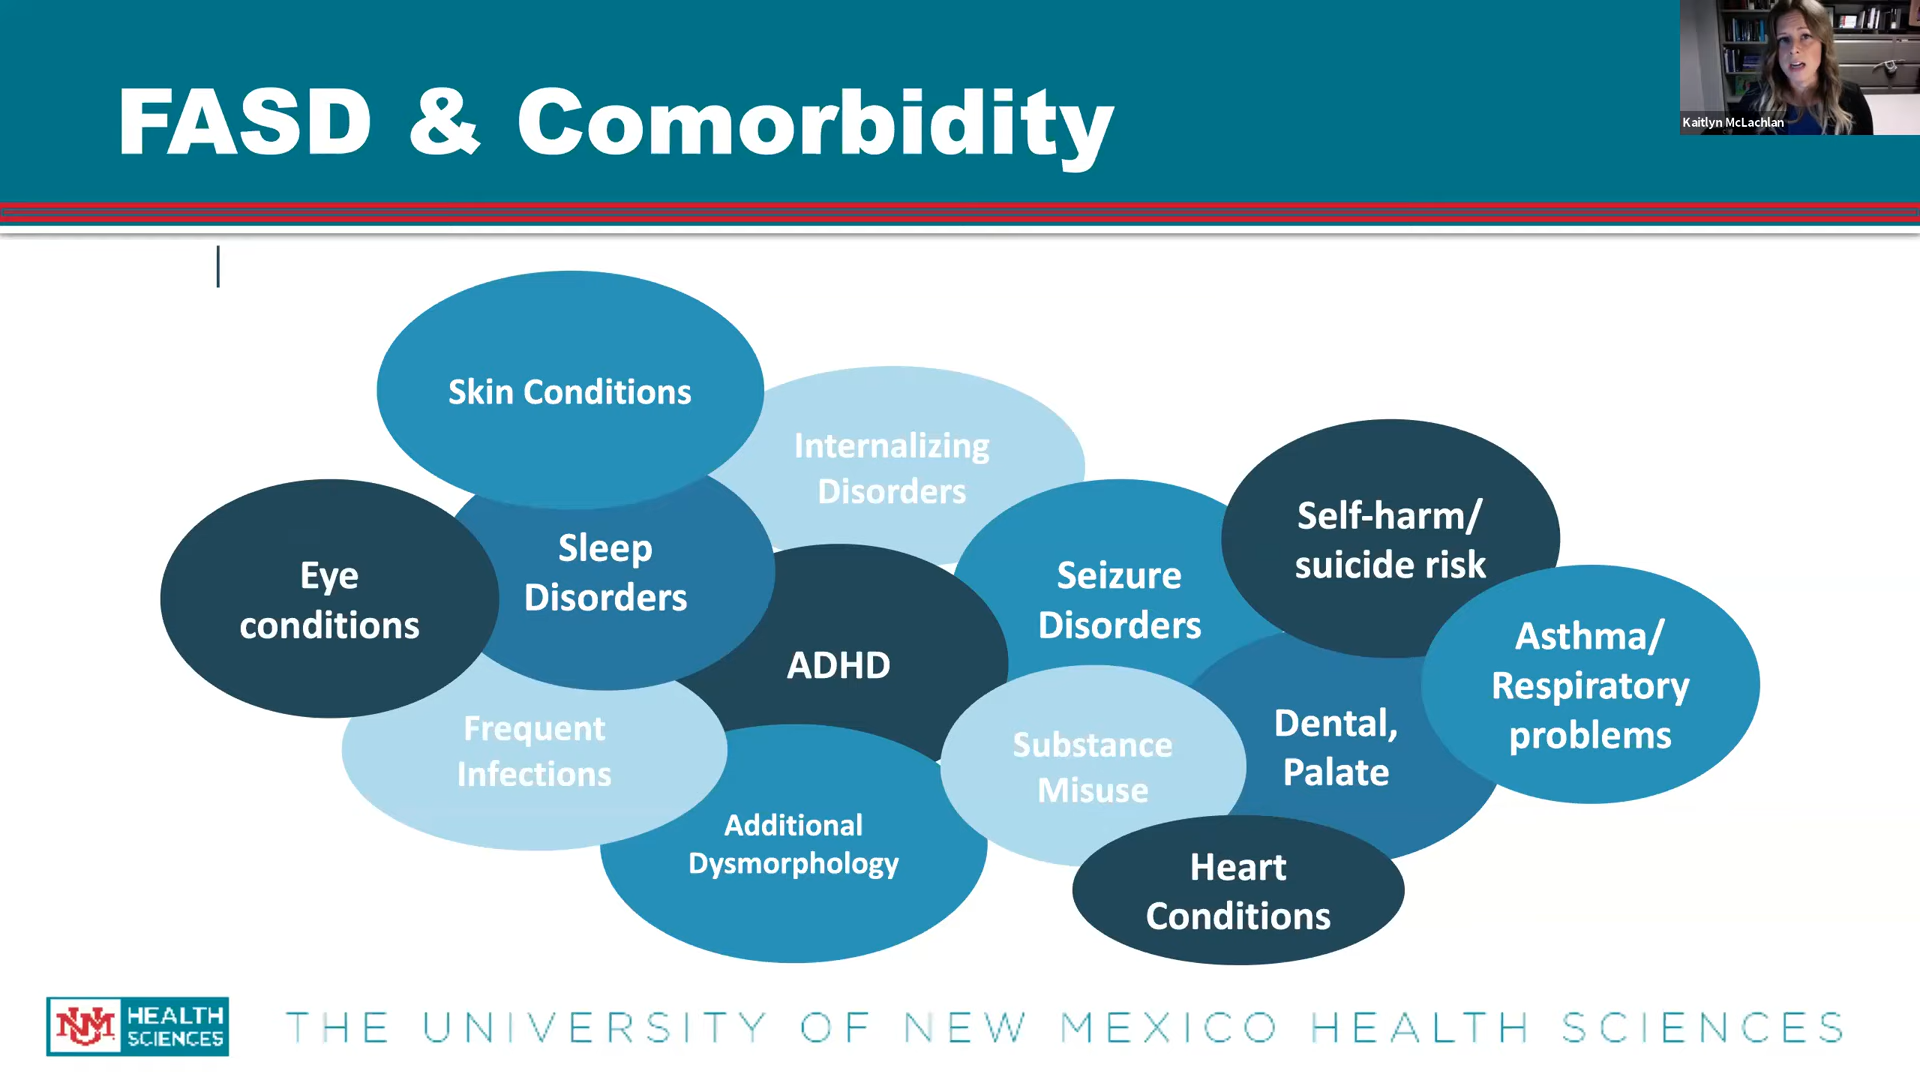 FASD & Comorbidity
Kaitlyn McLachlan
Skin Conditions
Internalizing
Disorders
Self-harm/
suicide risk
Eye
conditions
Sleep
Disorders
Seizure
Disorders
ADHD
Asthma/
Respiratory
problems
Frequent
Infections
Substance
Misuse
Dental,
Palate
Additional
Dysmorphology
Heart
Conditions
UNM
HEALTH
SCIENCES
THE UNIVERSITY OF NEW MEXICO HEALTH SCIENCES